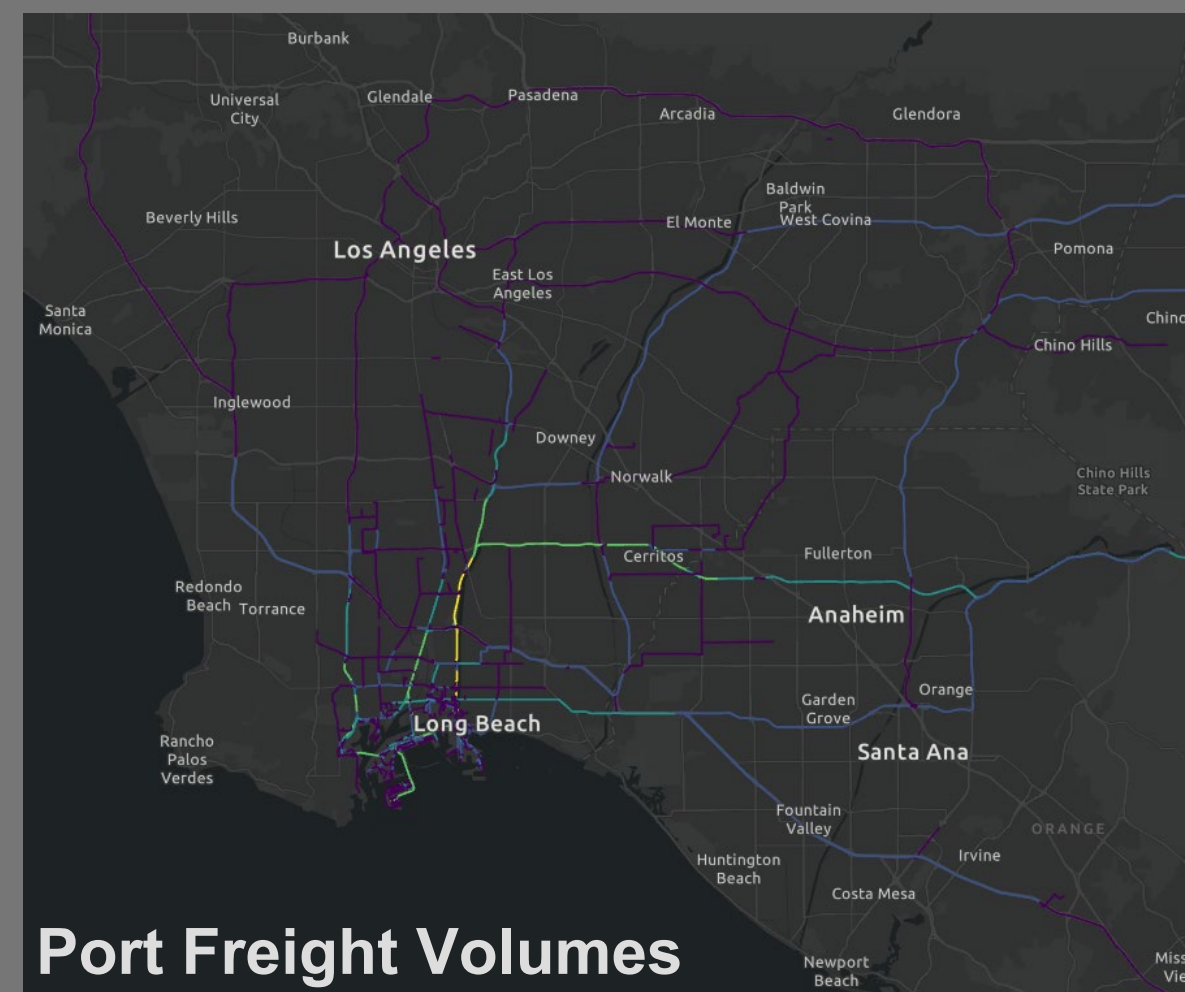 Burbank
Universal
City
Glendale
Pasadena
Arcadia
Glendora
Baldwin
Park
West Covina
Beverly Hills
El Monte
Los Angeles
Pomona
East Los
Angeles
Santa
Monica
Chino
Chino Hills
Inglewood
Downey
Norwalk
Chino Hills
State Park
Cerritos
Fullerton
Redondo
Beach
Torrance
Anaheim
Orange
Garden
Grove
Long Beach
Rancho
Palos
Verdes
Santa Ana
Fountain
Valley
ORANGE
Irvine
Huntington
Beach
Costa Mesa
Port Freight Volumes
Newport
Beach
Miss
Vie